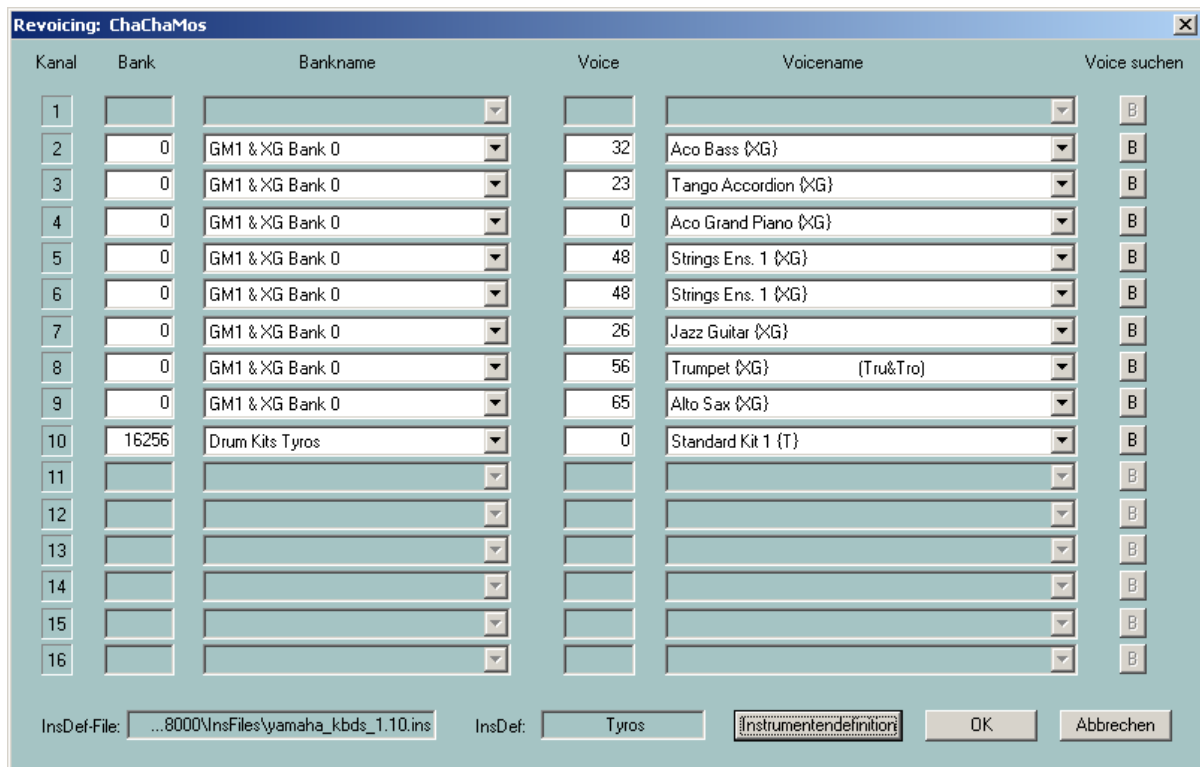 Revoicing: ChaChaMos
Kanal Bank Bankname Voice Voicename Voice suchen
1 B
2 0 GM1 & XG Bank 0 32 Aco Bass {XG} B
3 0 GM1 & XG Bank 0 23 Tango Accordion {XG} B
4 0 GM1 & XG Bank 0 0 Aco Grand Piano {XG} B
5 0 GM1 & XG Bank 0 48 Strings Ens. 1 {XG} B
6 0 GM1 & XG Bank 0 48 Strings Ens. 1 {XG} B
7 0 GM1 & XG Bank 0 26 Jazz Guitar {XG} B
8 0 GM1 & XG Bank 0 56 Trumpet {XG} (Tru&Tro) B
9 0 GM1 & XG Bank 0 65 Alto Sax {XG} B
10 16256 Drum Kits Tyros 0 Standard Kit 1 {T} B
11 B
12 B
13 B
14 B
15 B
16 B
InsDef-File: ...8000\InsFiles\yamaha_kbds_1.10.ins InsDef: Tyros Instrumentendefinition OK Abbrechen